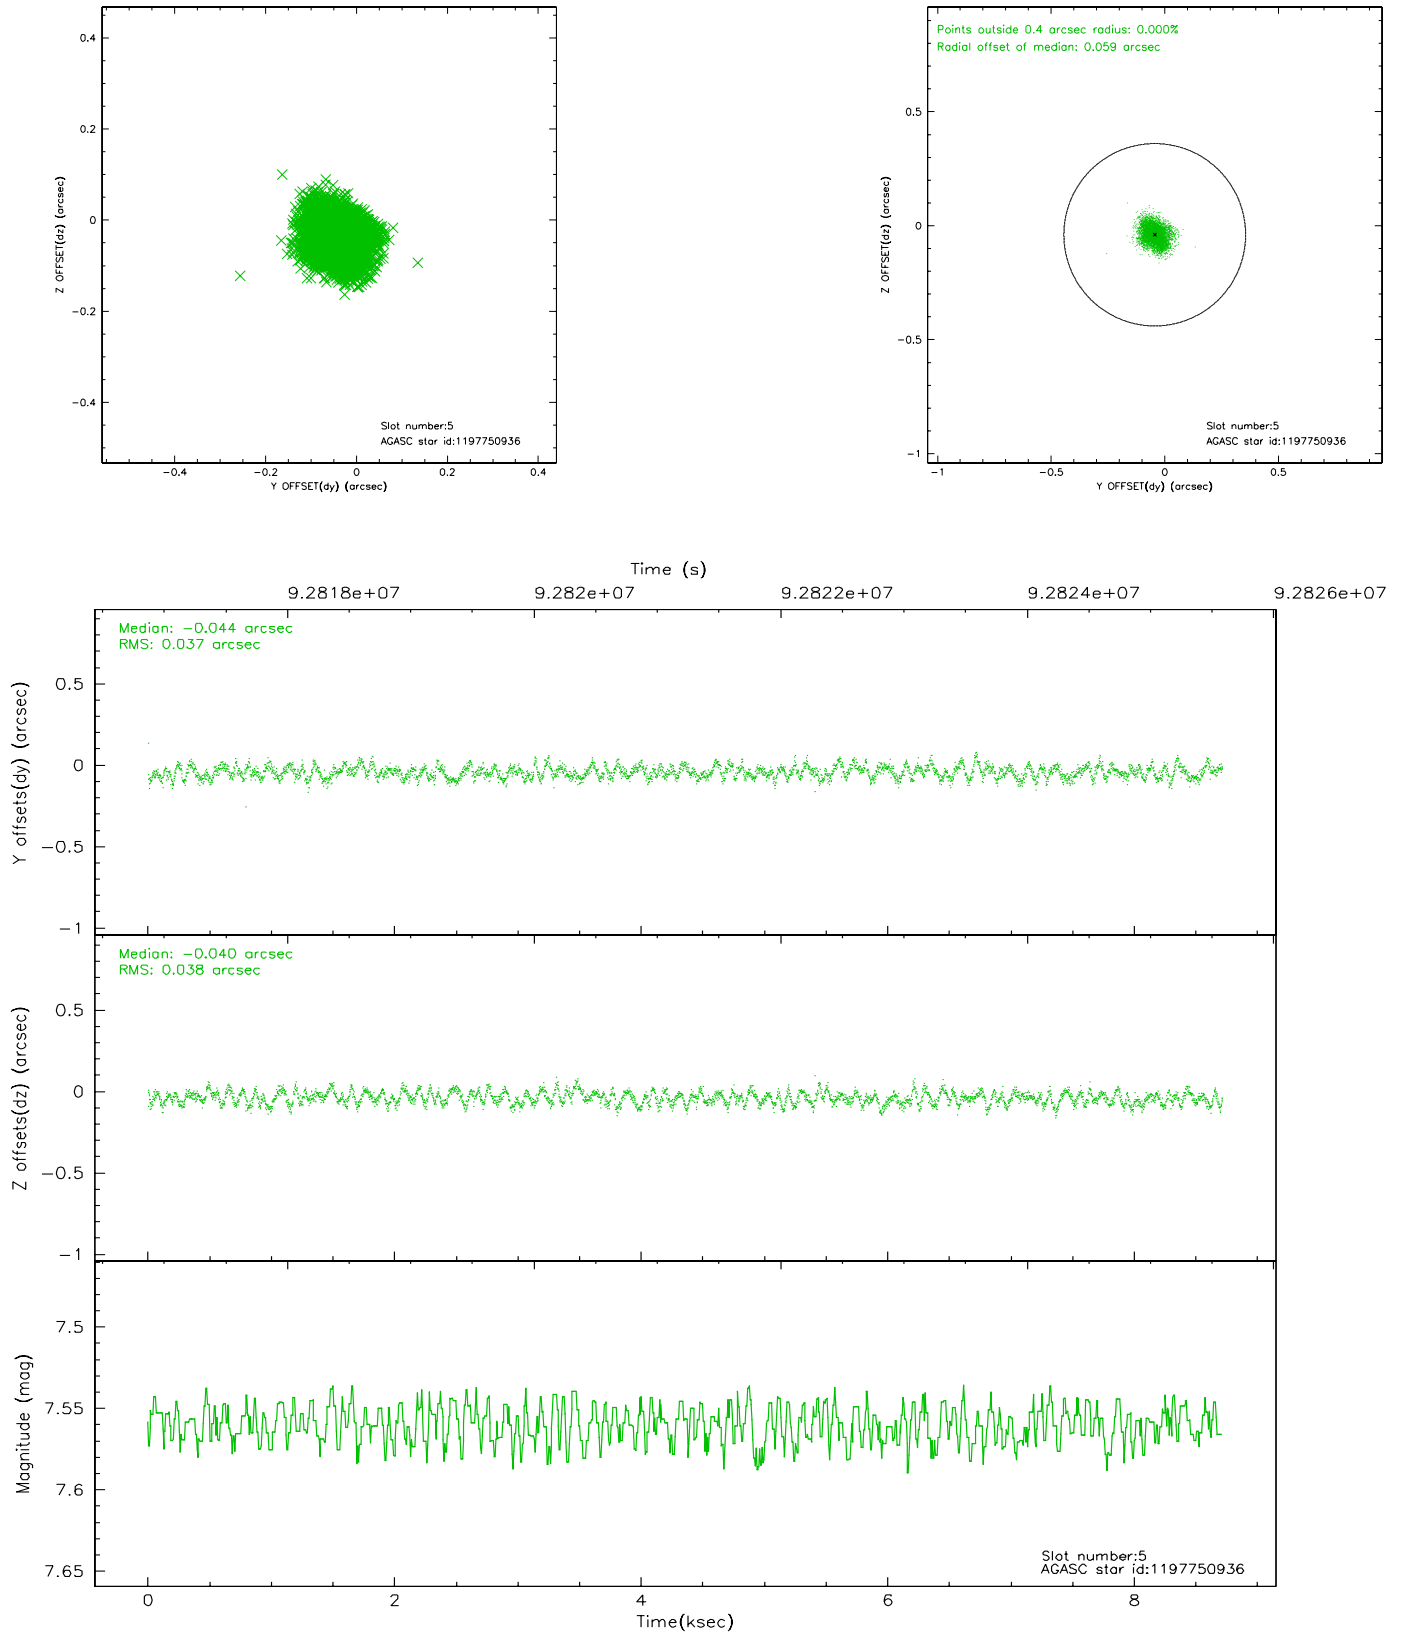 0.4
0.2
0
−0.2
−0.4
Z OFFSET(dz) (arcsec)
Slot number:5
AGASC star id:1197750936
−0.4 −0.2 0 0.2 0.4
Y OFFSET(dy) (arcsec)
Points outside 0.4 arcsec radius: 0.000%
Radial offset of median: 0.059 arcsec
0.5
0
−0.5
−1
Z OFFSET(dz) (arcsec)
Slot number:5
AGASC star id:1197750936
−1 −0.5 0 0.5
Y OFFSET(dy) (arcsec)
Time (s)
9.2818e+07 9.282e+07 9.2822e+07 9.2824e+07 9.2826e+07
Median: −0.044 arcsec
RMS: 0.037 arcsec
0.5
0
−0.5
−1
Y offsets(dy) (arcsec)
Median: −0.040 arcsec
RMS: 0.038 arcsec
0.5
0
−0.5
−1
Z offsets(dz) (arcsec)
7.5
7.55
7.6
7.65
Magnitude (mag)
Slot number:5
AGASC star id:1197750936
0 2 4 6 8
Time(ksec)